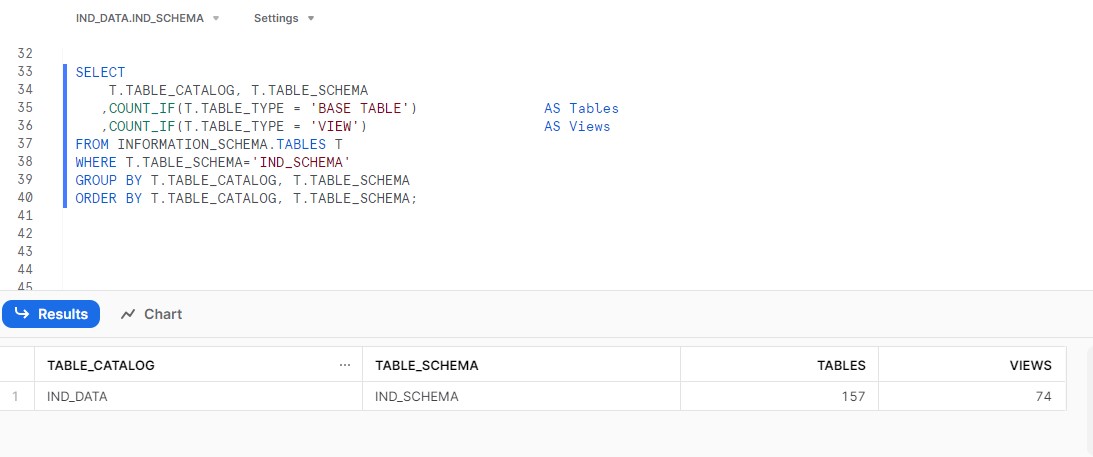 IND_DATA.IND_SCHEMA Settings
32
33 SELECT
34 T.TABLE_CATALOG, T.TABLE_SCHEMA
35 ,COUNT_IF(T.TABLE_TYPE = 'BASE TABLE') AS Tables
36 ,COUNT_IF(T.TABLE_TYPE = 'VIEW') AS Views
37 FROM INFORMATION_SCHEMA.TABLES T
38 WHERE T.TABLE_SCHEMA='IND_SCHEMA'
39 GROUP BY T.TABLE_CATALOG, T.TABLE_SCHEMA
40 ORDER BY T.TABLE_CATALOG, T.TABLE_SCHEMA;
41
42
43
44
45
Results Chart
TABLE_CATALOG ... TABLE_SCHEMA TABLES VIEWS
1 IND_DATA IND_SCHEMA 157 74